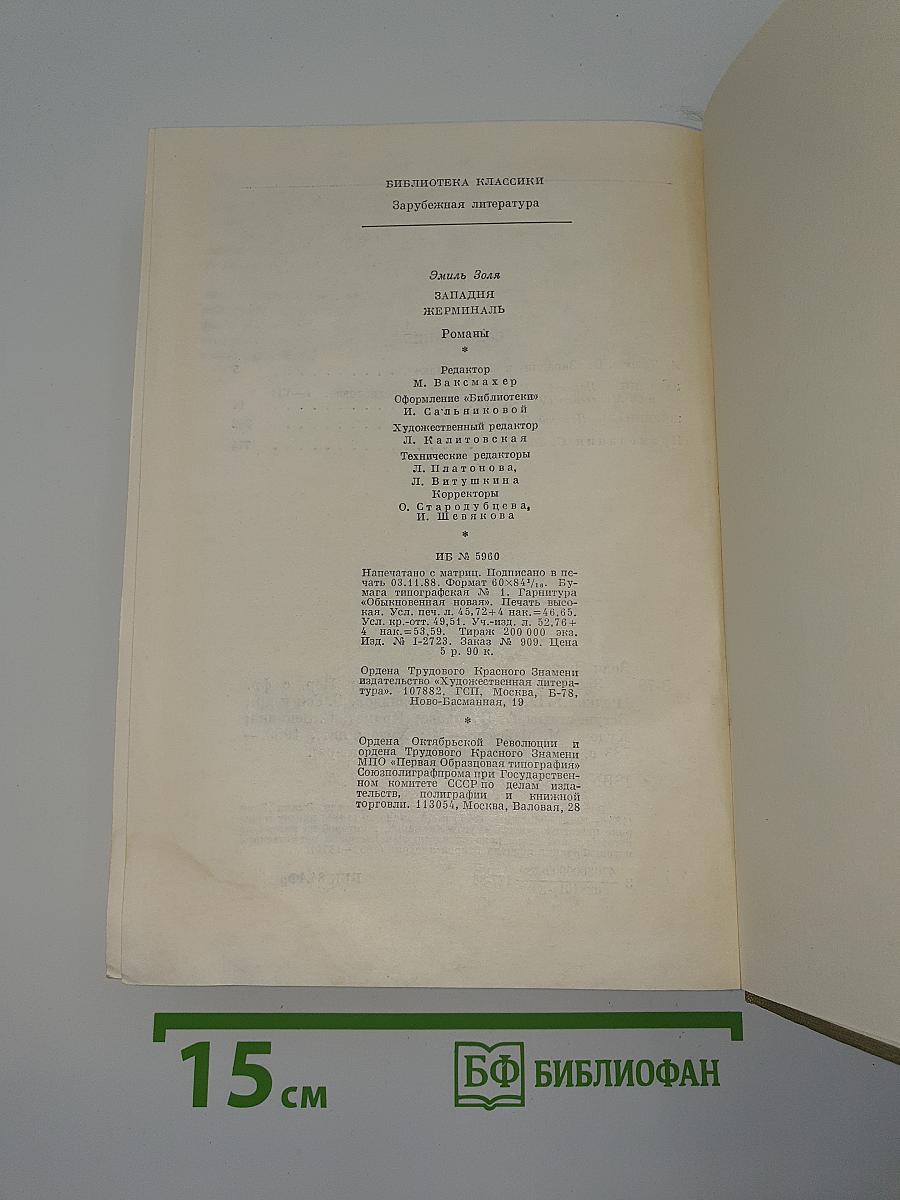 БИБЛИОТЕКА КЛАССИКИ
Зарубежная литература
Эмиль Золя
ЗАПАДНЯ
ЖЕРМИНАЛЬ
Романы
*
Редактор
М. Ваксмахер
Оформление «Библиотеки»
И. Сальниковой
Художественный редактор
Л. Калитовская
Технические редакторы
Л. Платонова,
Л. Витушкина
Корректоры
О. Стародубцева,
И. Шевякова
*
ИБ № 5960
Напечатано с матриц. Подписано в пе-
чать 03.11.88. Формат 60×84¹/₁₆. Бу-
мага типографская № 1. Гарнитура
«Обыкновенная новая». Печать высо-
кая. Усл. печ. л. 45,72+4 нак.=46,65.
Усл. кр.-отт. 49,51. Уч.-изд. л. 52,76+
4 нак.=53,59. Тираж 200 000 экз.
Изд. № I-2723. Заказ № 909. Цена
5 р. 90 к.
Ордена Трудового Красного Знамени
издательство «Художественная литера-
тура». 107882, ГСП, Москва, Б-78,
Ново-Басманная, 19
*
Ордена Октябрьской Революции и
ордена Трудового Красного Знамени
МПО «Первая Образцовая типография»
Союзполиграфпрома при Государствен-
ном комитете СССР по делам изда-
тельств, полиграфии и книжной
торговли. 113054, Москва, Валовая, 28
15 см
БФ БИБЛИОФАН